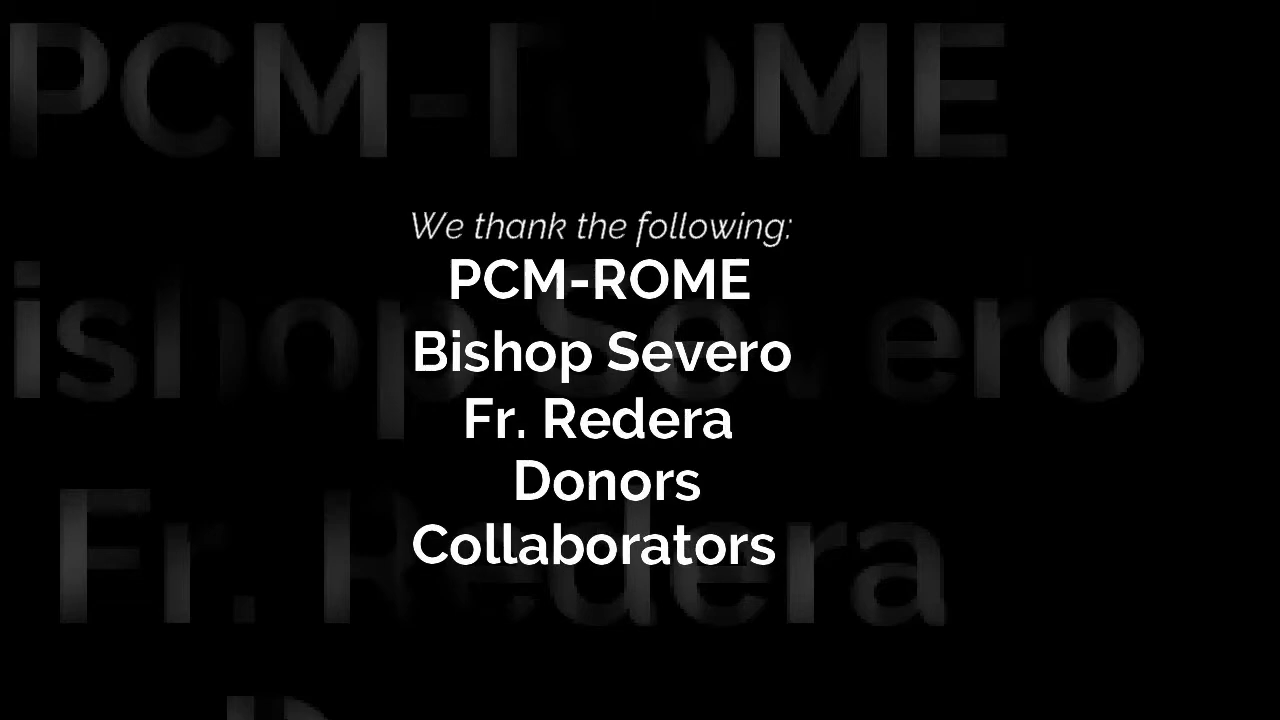 We thank the following:
PCM-ROME
Bishop Severo
Fr. Redera
Donors
Collaborators